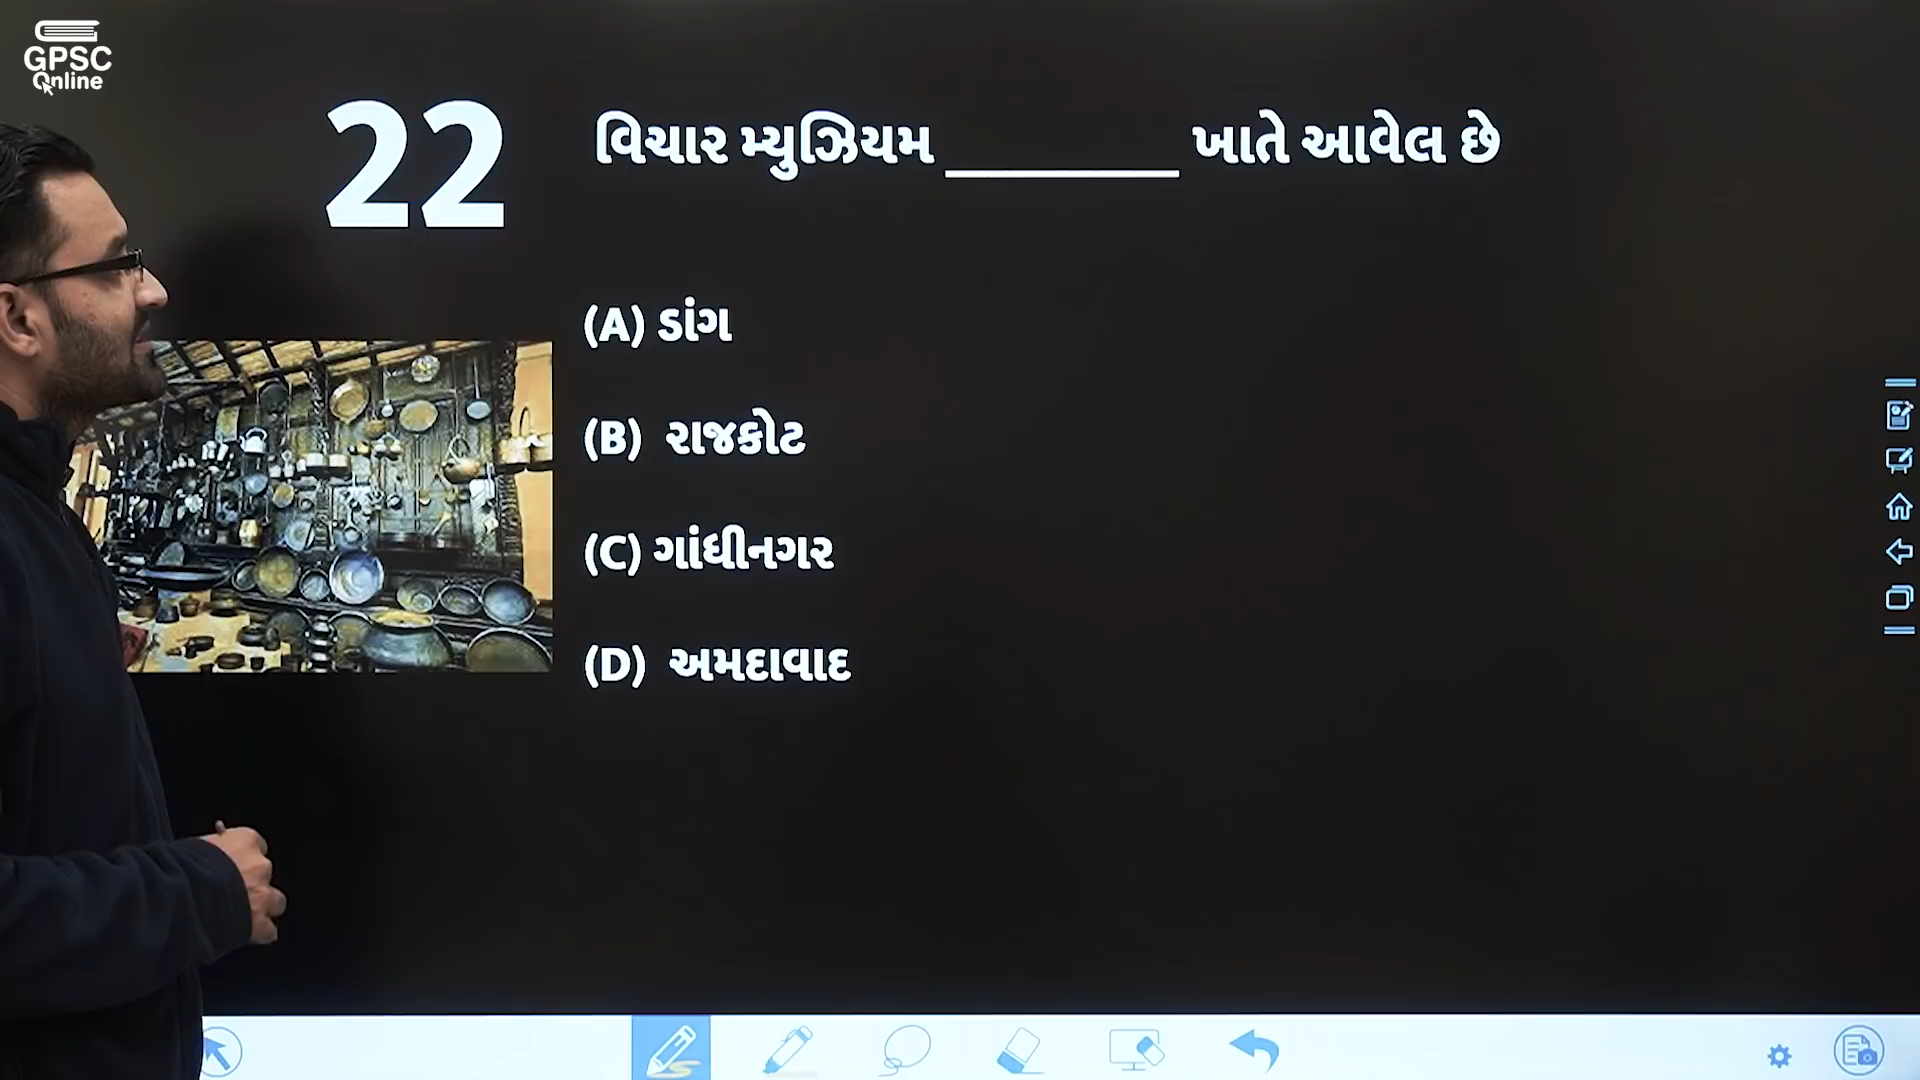 GPSC
Online
22
વિચાર મ્યુઝિયમ ________ ખાતે આવેલ છે
(A) ડાંગ
(B) રાજકોટ
(C) ગાંધીનગર
(D) અમદાવાદ